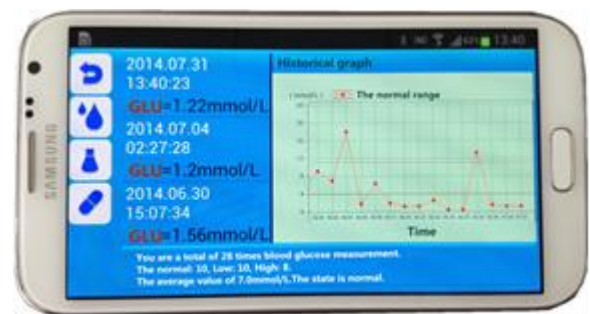 13:40
2014.07.31
13:40:23
GLU=1.22mmol/L
2014.07.04
02:27:28
GLU=1.2mmol/L
2014.06.30
15:07:34
GLU=1.56mmol/L
Historical graph
The normal range
Time
You are a total of 28 times blood glucose measurement.
The normal: 10, Low: 10, High: 8.
The average value of 7.0mmol/L.The state is normal.
SAMSUNG